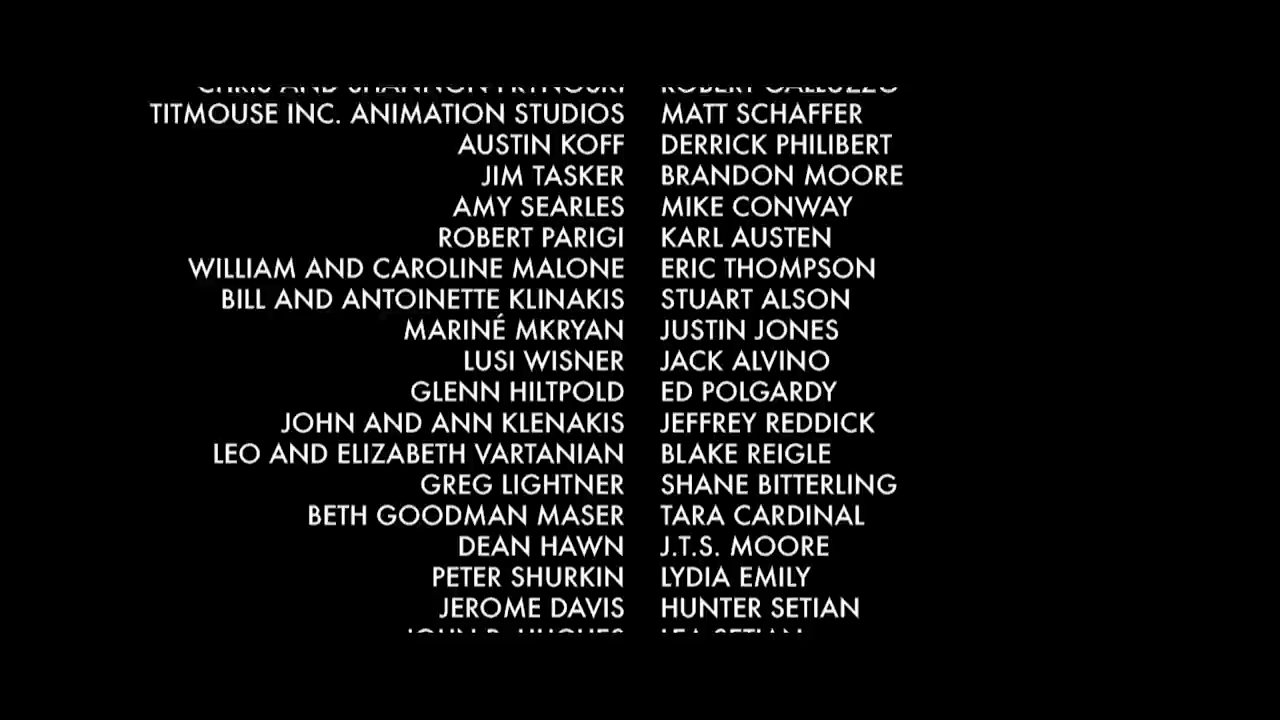 TITMOUSE INC. ANIMATION STUDIOS MATT SCHAFFER
AUSTIN KOFF DERRICK PHILIBERT
JIM TASKER BRANDON MOORE
AMY SEARLES MIKE CONWAY
ROBERT PARIGI KARL AUSTEN
WILLIAM AND CAROLINE MALONE ERIC THOMPSON
BILL AND ANTOINETTE KLINAKIS STUART ALSON
MARINÉ MKRYAN JUSTIN JONES
LUSI WISNER JACK ALVINO
GLENN HILTPOLD ED POLGARDY
JOHN AND ANN KLENAKIS JEFFREY REDDICK
LEO AND ELIZABETH VARTANIAN BLAKE REIGLE
GREG LIGHTNER SHANE BITTERLING
BETH GOODMAN MASER TARA CARDINAL
DEAN HAWN J.T.S. MOORE
PETER SHURKIN LYDIA EMILY
JEROME DAVIS HUNTER SETIAN